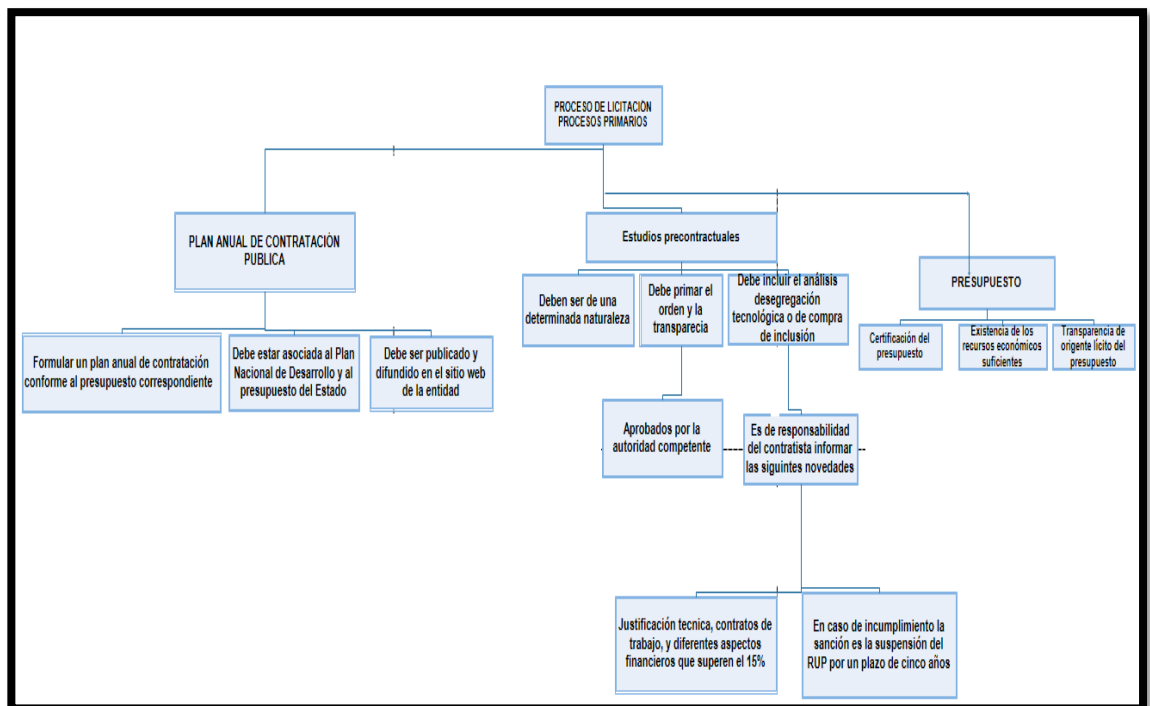 PROCESO DE LICITACIÓN
PROCESOS PRIMARIOS
PLAN ANUAL DE CONTRATACIÓN
PUBLICA
Formular un plan anual de contratación
conforme al presupuesto correspondiente
Debe estar asociada al Plan
Nacional de Desarrollo y al
presupuesto del Estado
Debe ser publicado y
difundido en el sitio web
de la entidad
Estudios precontractuales
Deben ser de una
determinada naturaleza
Debe primar el
orden y la
transparecia
Debe incluir el análisis
desegregación
tecnológica o de compra
de inclusión
Aprobados por la
autoridad competente
Es de responsabilidad
del contratista informar
las siguintes novedades
Justificación tecnica, contratos de
trabajo, y diferentes aspectos
financieros que superen el 15%
En caso de incumplimiento la
sanción es la suspensión del
RUP por un plazo de cinco años
PRESUPUESTO
Certificación del
presupuesto
Existencia de los
recursos económicos
suficientes
Transparencia de
origente lícito del
presupuesto